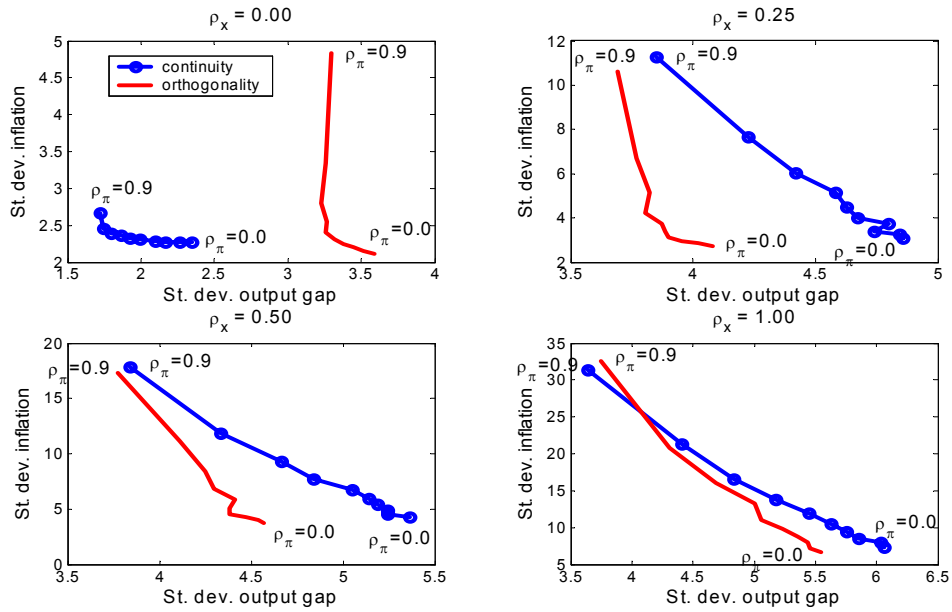 ρx = 0.00
5
4.5
4
3.5
3
2.5
2
1.5
2
2.5
3
3.5
4
St. dev. inflation
St. dev. output gap
continuity
orthogonality
ρπ=0.9
ρπ=0.0
ρπ=0.9
ρπ=0.0
ρx = 0.25
12
10
8
6
4
2
3.5
4
4.5
5
St. dev. inflation
St. dev. output gap
ρπ=0.9
ρπ=0.9
ρπ=0.0
ρπ=0.0
ρx = 0.50
20
15
10
5
0
3.5
4
4.5
5
5.5
St. dev. inflation
St. dev. output gap
ρπ=0.9
ρπ=0.9
ρπ=0.0
ρπ=0.0
ρx = 1.00
35
30
25
20
15
10
5
3.5
4
4.5
5
5.5
6
6.5
St. dev. inflation
St. dev. output gap
ρπ=0.9
ρπ=0.9
ρπ=0.0
ρπ=0.0